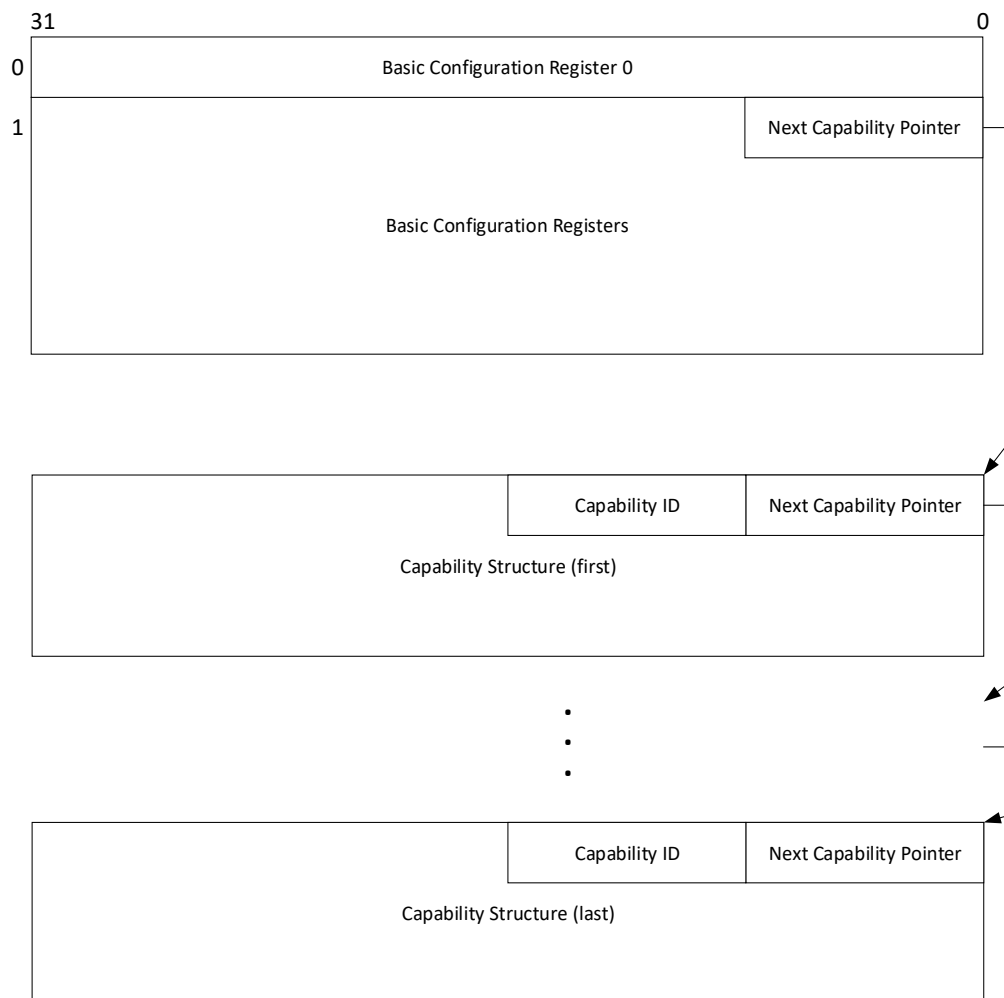 31 0
0 Basic Configuration Register 0
1 Next Capability Pointer
Basic Configuration Registers
Capability ID Next Capability Pointer
Capability Structure (first)
.
.
.
Capability ID Next Capability Pointer
Capability Structure (last)